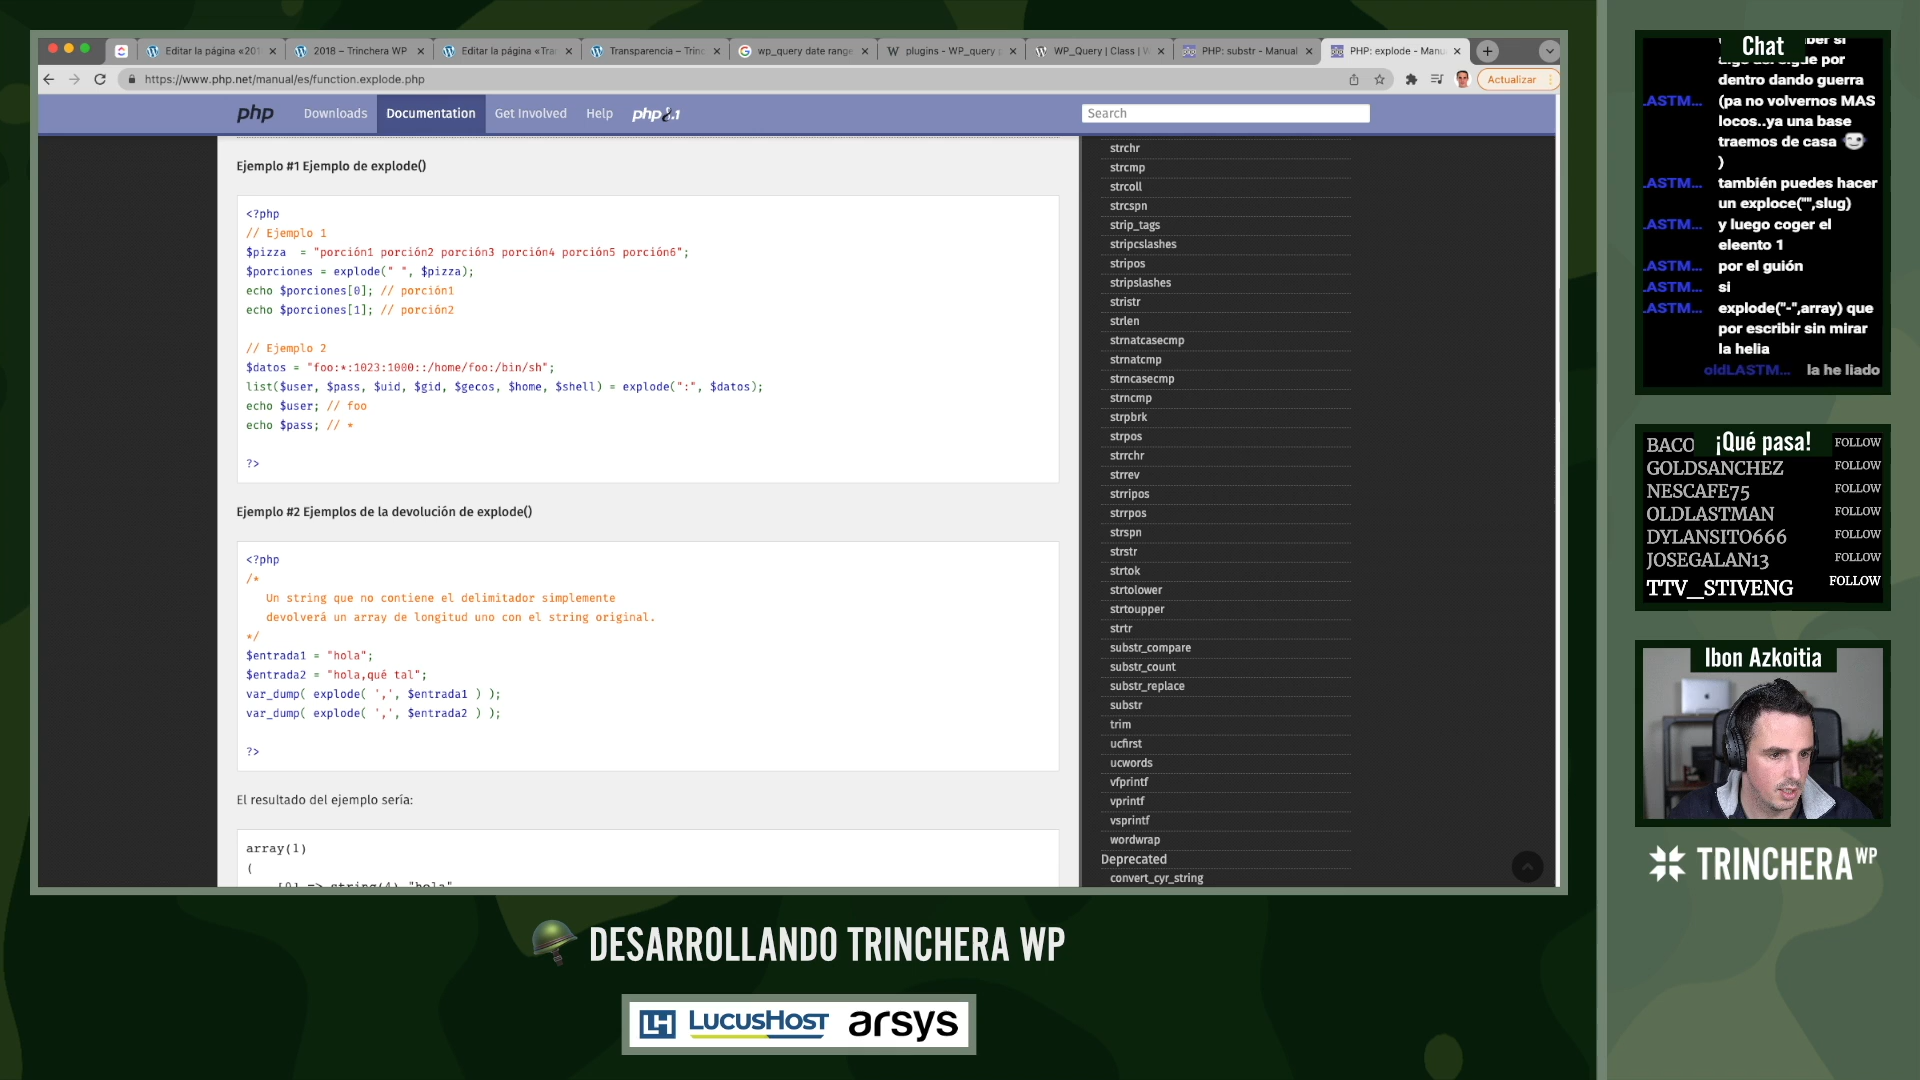 Editar la página «201
2018 – Trinchera WP
Editar la página «Tra
Transparencia – Trinc
wp_query date range
plugins - WP_query
WP_Query | Class | W
PHP: substr - Manual
PHP: explode - Manu
https://www.php.net/manual/es/function.explode.php
Actualizar
php
Downloads
Documentation
Get Involved
Help
php8.1
Search
Ejemplo #1 Ejemplo de explode()
<?php
// Ejemplo 1
$pizza  = "porción1 porción2 porción3 porción4 porción5 porción6";
$porciones = explode(" ", $pizza);
echo $porciones[0]; // porción1
echo $porciones[1]; // porción2
// Ejemplo 2
$datos = "foo:*:1023:1000::/home/foo:/bin/sh";
list($user, $pass, $uid, $gid, $gecos, $home, $shell) = explode(":", $datos);
echo $user; // foo
echo $pass; // *
?>
Ejemplo #2 Ejemplos de la devolución de explode()
<?php
/*
Un string que no contiene el delimitador simplemente
devolverá un array de longitud uno con el string original.
*/
$entrada1 = "hola";
$entrada2 = "hola,qué tal";
var_dump( explode( ',', $entrada1 ) );
var_dump( explode( ',', $entrada2 ) );
?>
El resultado del ejemplo sería:
array(1)
(
[0] => string(4) "hola"
strchr
strcmp
strcoll
strcspn
strip_tags
stripcslashes
stripos
stripslashes
stristr
strlen
strnatcasecmp
strnatcmp
strncasecmp
strncmp
strpbrk
strpos
strrchr
strrev
strripos
strrpos
strspn
strstr
strtok
strtolower
strtoupper
strtr
substr_compare
substr_count
substr_replace
substr
trim
ucfirst
ucwords
vfprintf
vprintf
vsprintf
wordwrap
Deprecated
convert_cyr_string
Chat
ber si
sigue por
dentro dando guerra
.ASTM... (pa no volvernos MAS
locos..ya una base
traemos de casa
)
.ASTM... también puedes hacer
un exploce("",slug)
.ASTM... y luego coger el
eleento 1
.ASTM... por el guión
.ASTM... si
.ASTM... explode("-",array) que
por escribir sin mirar
la helia
oldLASTM... la he liado
¡Qué pasa!
BACO FOLLOW
GOLDSANCHEZ FOLLOW
NESCAFE75 FOLLOW
OLDLASTMAN FOLLOW
DYLANSITO666 FOLLOW
JOSEGALAN13 FOLLOW
TTV_STIVENG FOLLOW
Ibon Azkoitia
TRINCHERA WP
DESARROLLANDO TRINCHERA WP
LH LUCUSHOST arsys